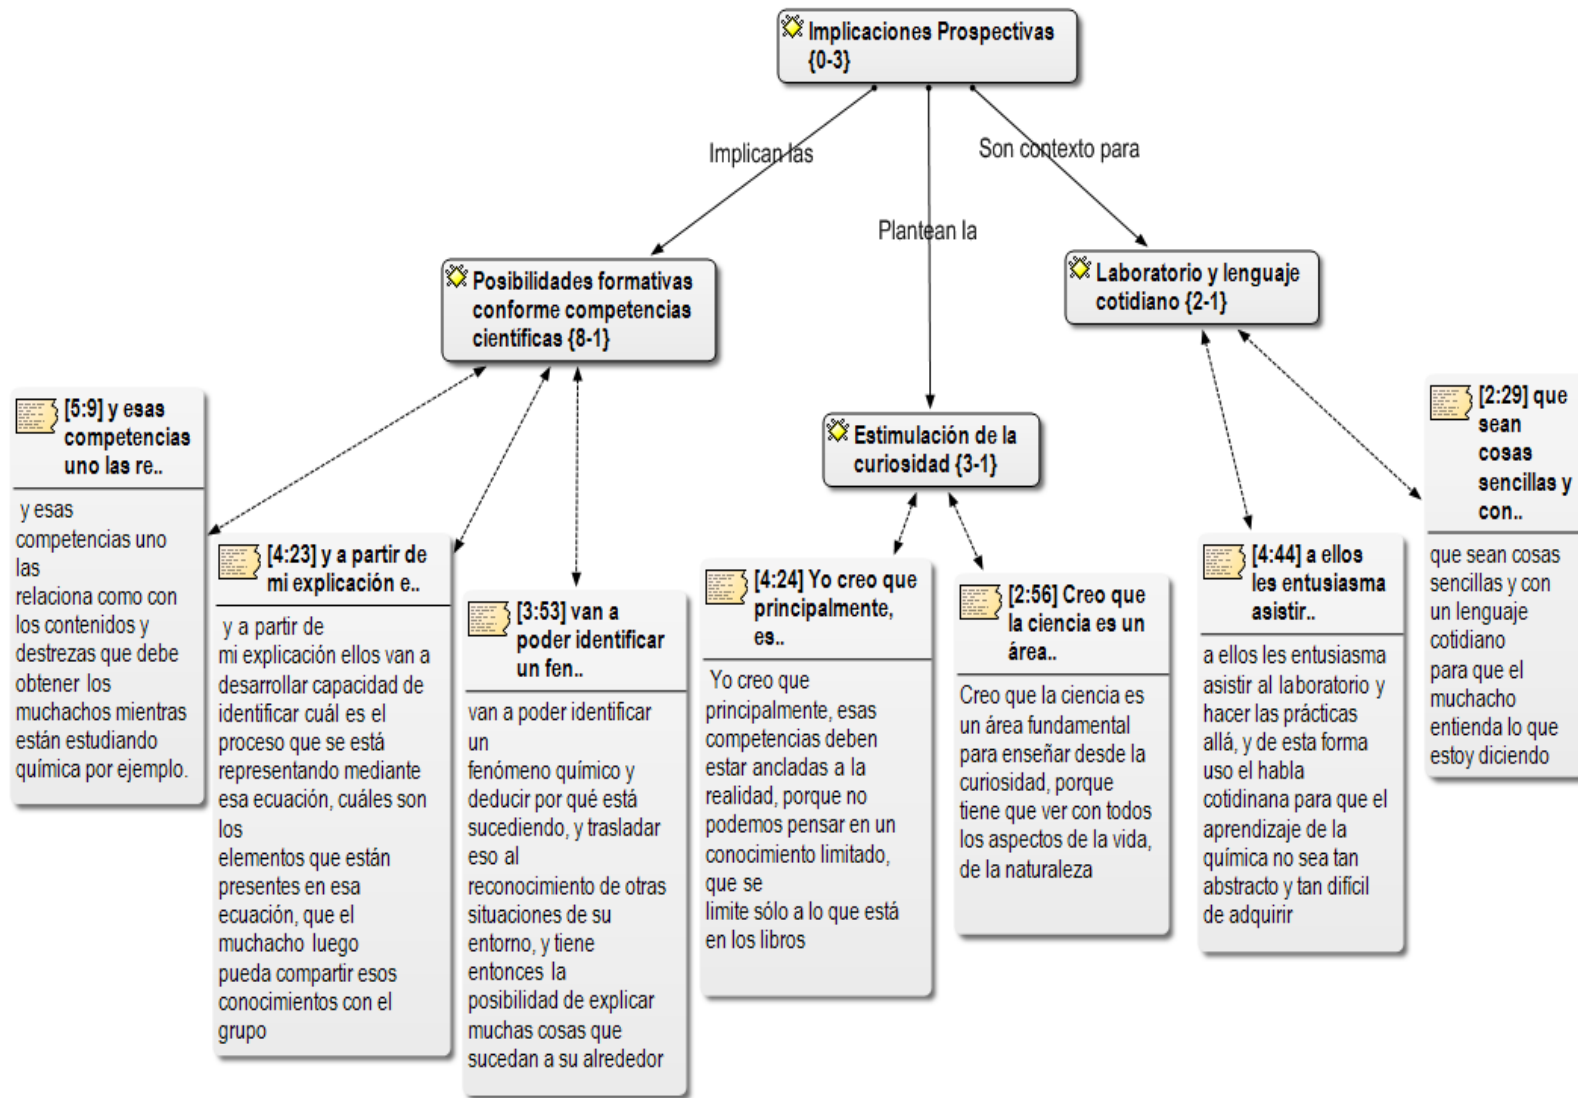 Implicaciones Prospectivas
{0-3}
Implican las
Plantean la
Son contexto para
Posibilidades formativas
conforme competencias
científicas {8-1}
Estimulación de la
curiosidad {3-1}
Laboratorio y lenguaje
cotidiano {2-1}
[5:9] y esas
competencias
uno las re..
y esas
competencias uno
las
relaciona como con
los contenidos y
destrezas que debe
obtener los
muchachos mientras
están estudiando
química por ejemplo.
[4:23] y a partir de
mi explicación e..
y a partir de
mi explicación ellos van a
desarrollar capacidad de
identificar cuál es el
proceso que se está
representando mediante
esa ecuación, cuáles son
los
elementos que están
presentes en esa
ecuación, que el
muchacho luego
pueda compartir esos
conocimientos con el
grupo
[3:53] van a
poder identificar
un fen..
van a poder identificar
un
fenómeno químico y
deducir por qué está
sucediendo, y trasladar
eso al
reconocimiento de otras
situaciones de su
entorno, y tiene
entonces la
posibilidad de explicar
muchas cosas que
sucedan a su alrededor
[4:24] Yo creo que
principalmente,
es..
Yo creo que
principalmente, esas
competencias deben
estar ancladas a la
realidad, porque no
podemos pensar en un
conocimiento limitado,
que se
limite sólo a lo que está
en los libros
[2:56] Creo que
la ciencia es un
área..
Creo que la ciencia es
un área fundamental
para enseñar desde la
curiosidad, porque
tiene que ver con todos
los aspectos de la vida,
de la naturaleza
[4:44] a ellos
les entusiasma
asistir..
a ellos les entusiasma
asistir al laboratorio y
hacer las prácticas
allá, y de esta forma
uso el habla
cotidinana para que el
aprendizaje de la
química no sea tan
abstracto y tan difícil
de adquirir
[2:29] que
sean
cosas
sencillas y
con..
que sean cosas
sencillas y con
un lenguaje
cotidiano
para que el
muchacho
entienda lo que
estoy diciendo